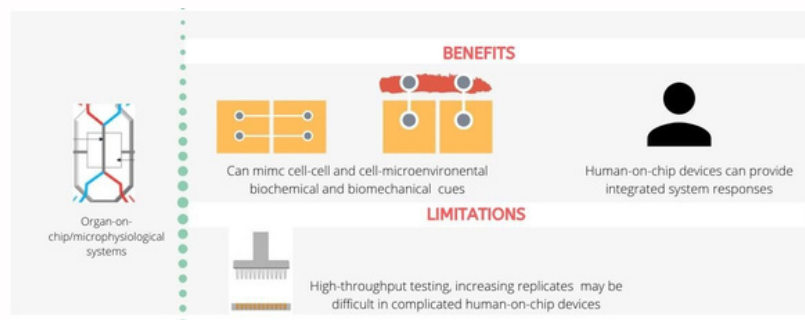 BENEFITS
Can mimc cell-cell and cell-microenvironental
biochemical and biomechanical cues
Human-on-chip devices can provide
integrated system responses
Organ-on-
chip/microphysiological
systems
LIMITATIONS
High-throughput testing, increasing replicates may be
difficult in complicated human-on-chip devices